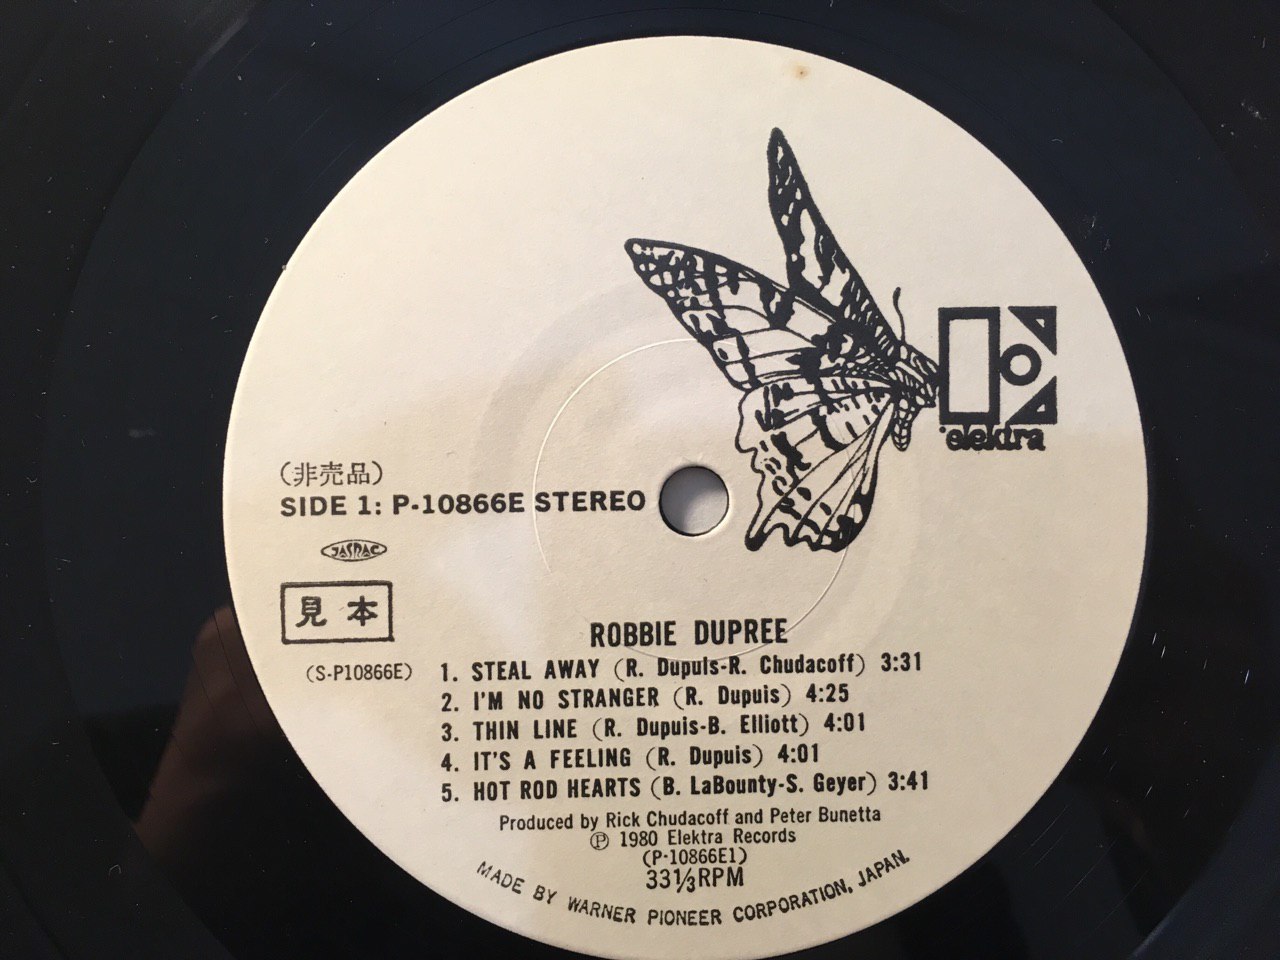 elektra
(非売品)
SIDE 1: P-10866E STEREO
JASRAC
見本
(S-P10866E)
ROBBIE DUPREE
1. STEAL AWAY (R. Dupuis-R. Chudacoff) 3:31
2. I'M NO STRANGER (R. Dupuis) 4:25
3. THIN LINE (R. Dupuis-B. Elliott) 4:01
4. IT'S A FEELING (R. Dupuis) 4:01
5. HOT ROD HEARTS (B. LaBounty-S. Geyer) 3:41
Produced by Rick Chudacoff and Peter Bunetta
Ⓟ 1980 Elektra Records
(P-10866E1)
33⅓RPM
MADE BY WARNER PIONEER CORPORATION, JAPAN.